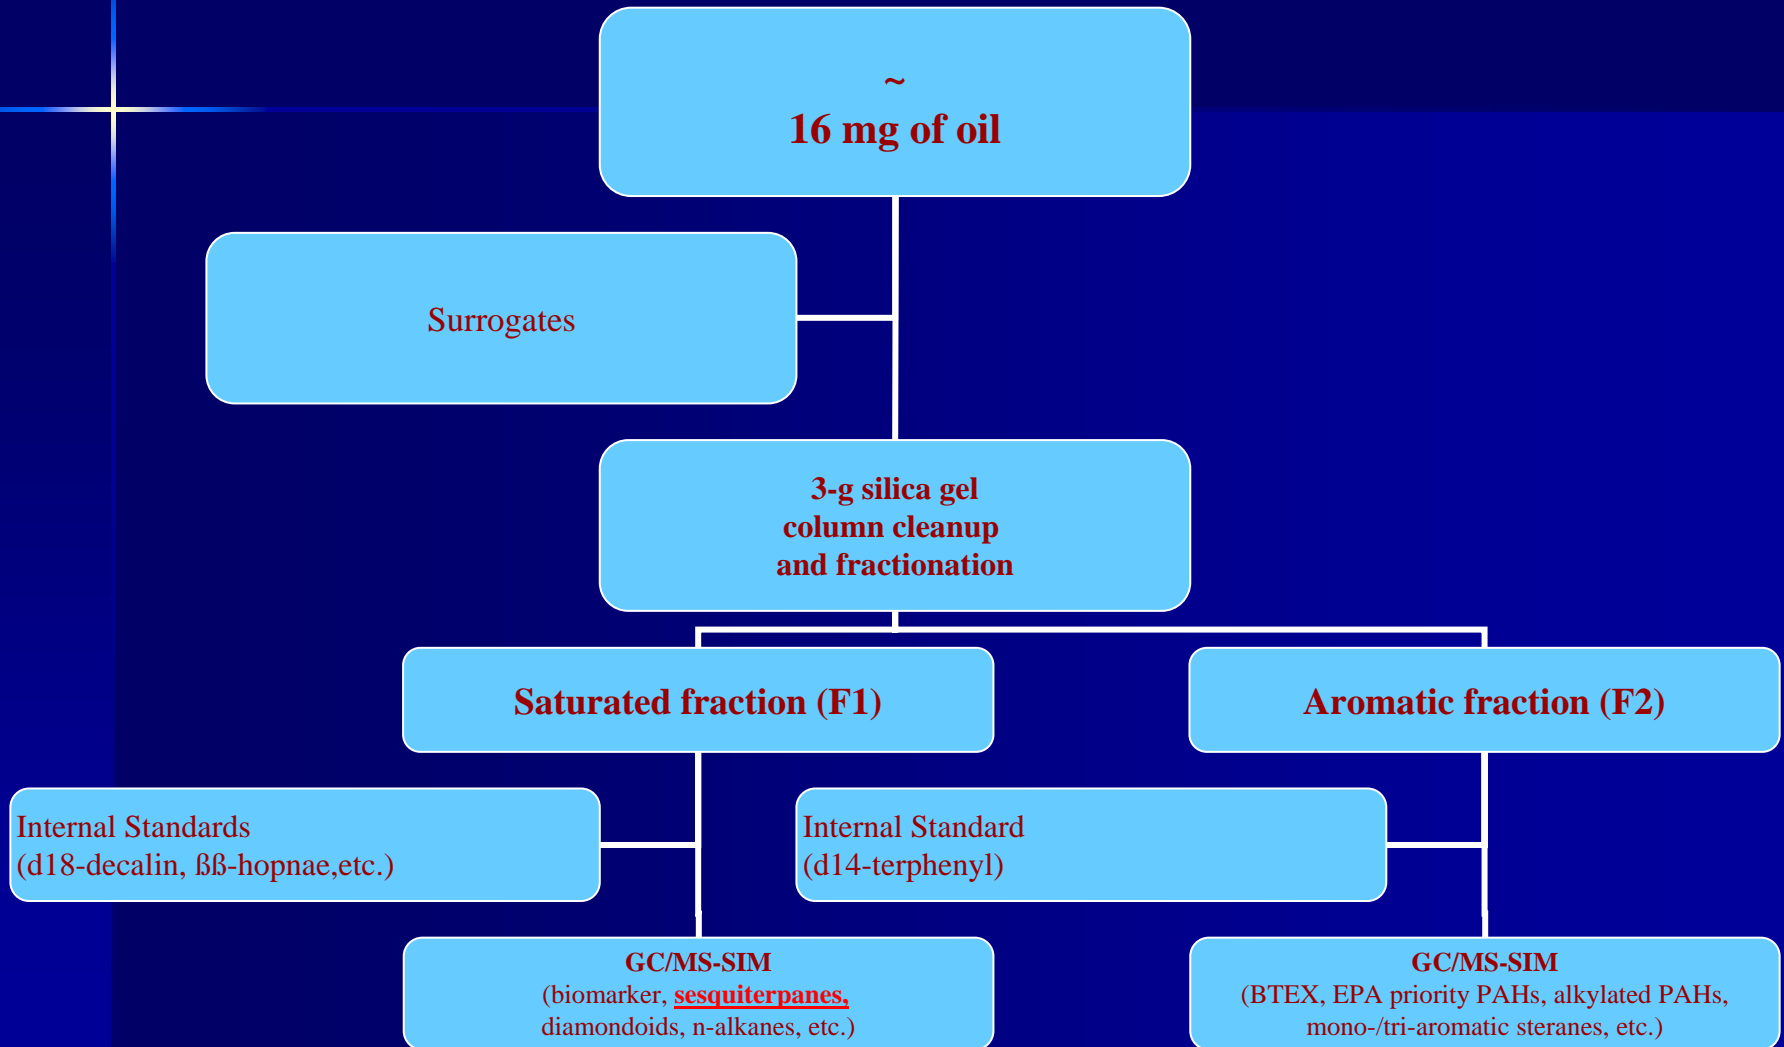 ~
16 mg of oil
Surrogates
3-g silica gel
column cleanup
and fractionation
Saturated fraction (F1)
Aromatic fraction (F2)
Internal Standards
(d18-decalin, ßß-hopnae,etc.)
Internal Standard
(d14-terphenyl)
GC/MS-SIM
(biomarker, sesquiterpanes,
diamondoids, n-alkanes, etc.)
GC/MS-SIM
(BTEX, EPA priority PAHs, alkylated PAHs,
mono-/tri-aromatic steranes, etc.)